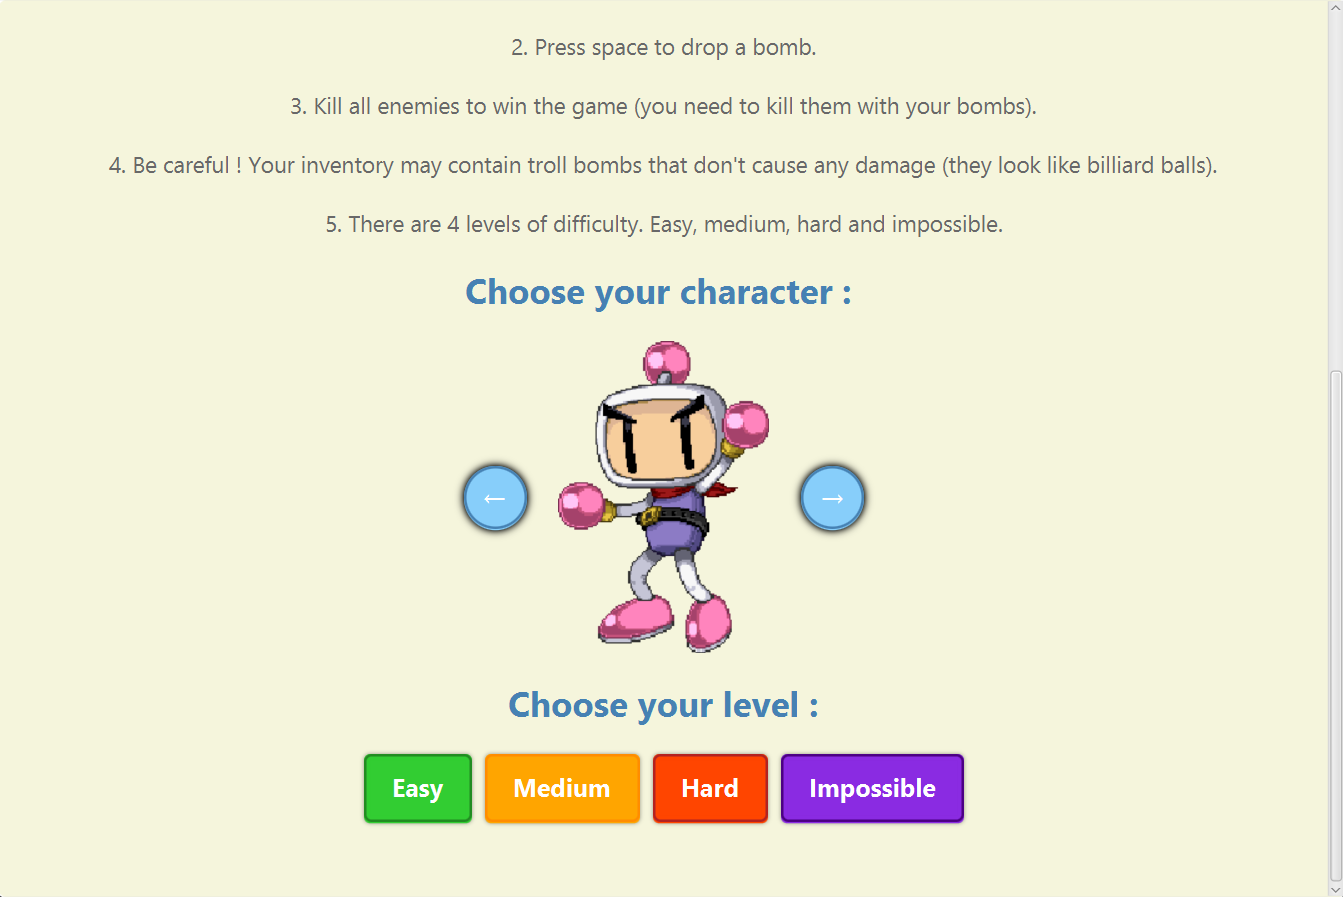 2. Press space to drop a bomb.
3. Kill all enemies to win the game (you need to kill them with your bombs).
4. Be careful ! Your inventory may contain troll bombs that don't cause any damage (they look like billiard balls).
5. There are 4 levels of difficulty. Easy, medium, hard and impossible.
Choose your character :
← →
Choose your level :
Easy Medium Hard Impossible